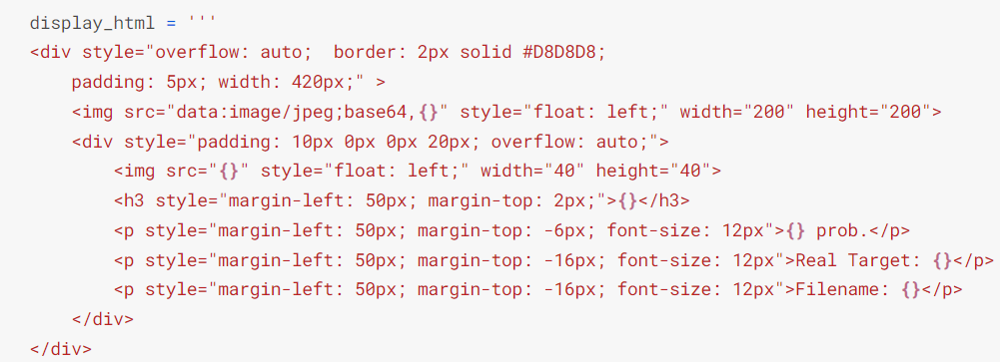 display_html = '''
<div style="overflow: auto;  border: 2px solid #D8D8D8;
    padding: 5px; width: 420px;" >
    <img src="data:image/jpeg;base64,{}" style="float: left;" width="200" height="200">
    <div style="padding: 10px 0px 0px 20px; overflow: auto;">
        <img src="{}" style="float: left;" width="40" height="40">
        <h3 style="margin-left: 50px; margin-top: 2px;">{}</h3>
        <p style="margin-left: 50px; margin-top: -6px; font-size: 12px">{} prob.</p>
        <p style="margin-left: 50px; margin-top: -16px; font-size: 12px">Real Target: {}</p>
        <p style="margin-left: 50px; margin-top: -16px; font-size: 12px">Filename: {}</p>
    </div>
</div>